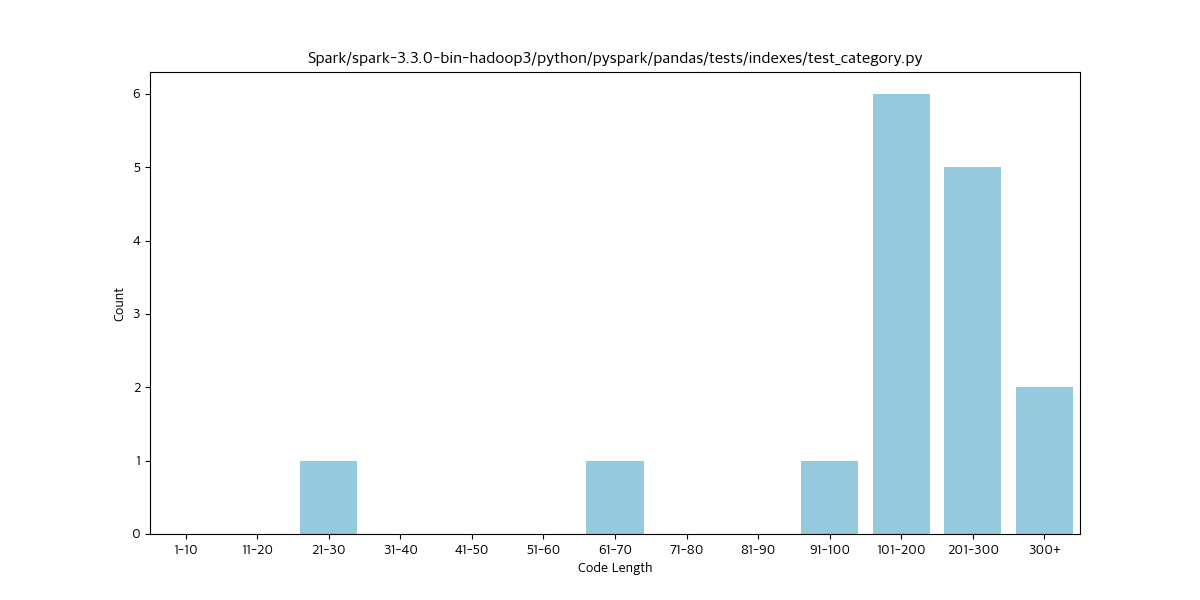 Spark/spark-3.3.0-bin-hadoop3/python/pyspark/pandas/tests/indexes/test_category.py
6
5
4
3
2
1
0
Count
1-10 11-20 21-30 31-40 41-50 51-60 61-70 71-80 81-90 91-100 101-200 201-300 300+
Code Length